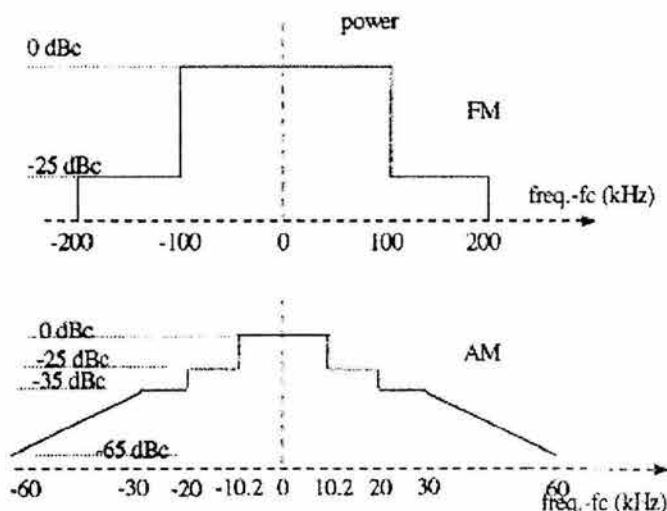 power
0 dBc
FM
-25 dBc
freq.-fc (kHz)
-200 -100 0 100 200
0 dBc
-25 dBc
AM
-35 dBc
-65 dBc
-60 -30 -20 -10.2 0 10.2 20 30 60
freq.-fc (kHz)